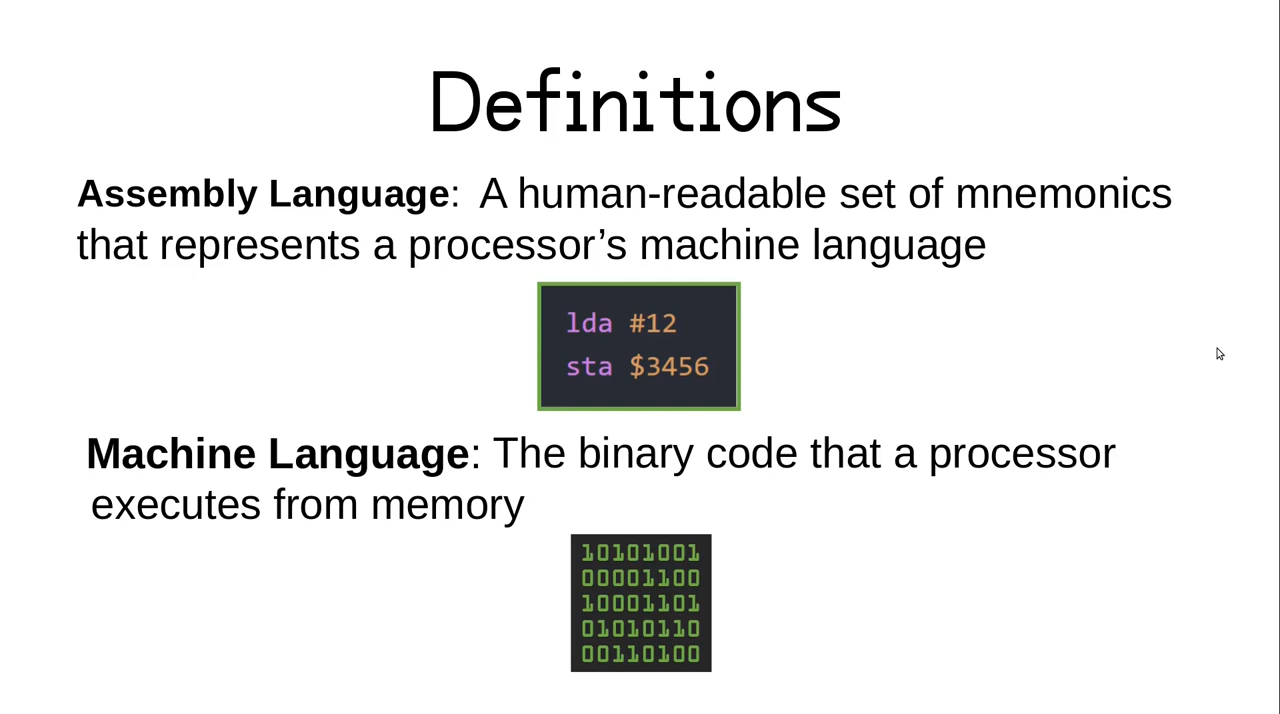 Definitions
Assembly Language: A human-readable set of mnemonics
that represents a processor’s machine language
lda #12
sta $3456
Machine Language: The binary code that a processor
executes from memory
10101001
00001100
10001101
01010110
00110100